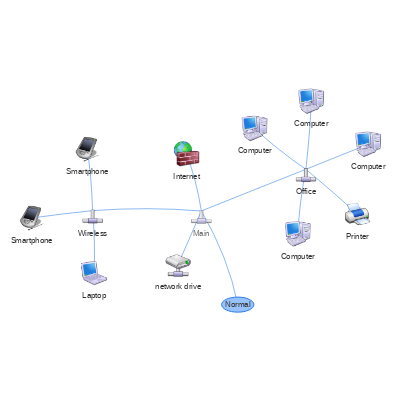 Computer
Computer
Computer
Smartphone
Internet
Office
Smartphone
Wireless
Main
Printer
Computer
Laptop
network drive
Normal